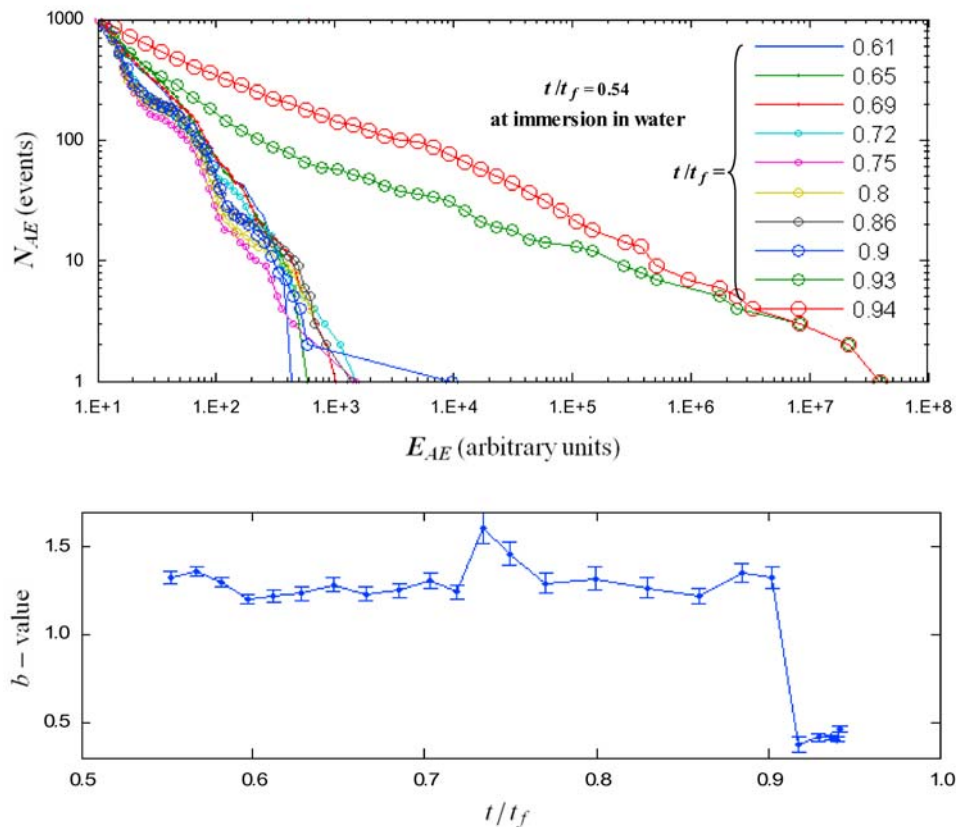 1000
100
10
1
N_AE (events)
1.E+1 1.E+2 1.E+3 1.E+4 1.E+5 1.E+6 1.E+7 1.E+8
E_AE (arbitrary units)
t/t_f = 0.54
at immersion in water
t/t_f =
0.61
0.65
0.69
0.72
0.75
0.8
0.86
0.9
0.93
0.94
1.5
1.0
0.5
b – value
0.5 0.6 0.7 0.8 0.9 1.0
t/t_f